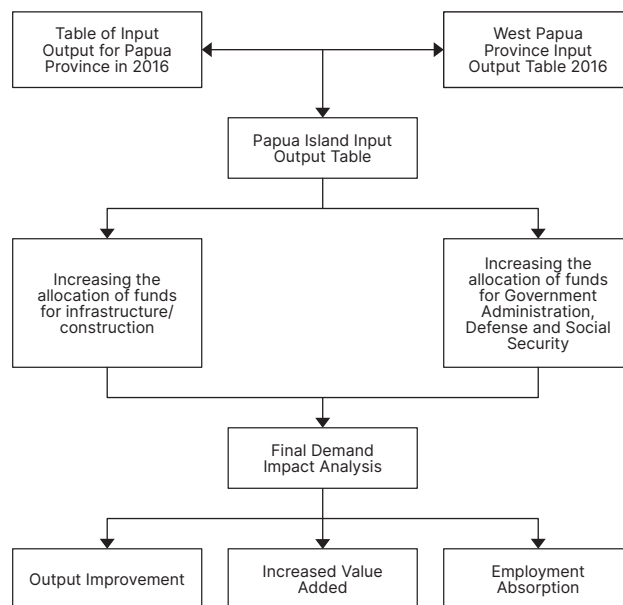 Table of Input
Output for Papua
Province in 2016
West Papua
Province Input
Output Table 2016
Papua Island Input
Output Table
Increasing the
allocation of funds
for infrastructure/
construction
Increasing the
allocation of funds
for Government
Administration,
Defense and Social
Security
Final Demand
Impact Analysis
Output Improvement
Increased Value
Added
Employment
Absorption